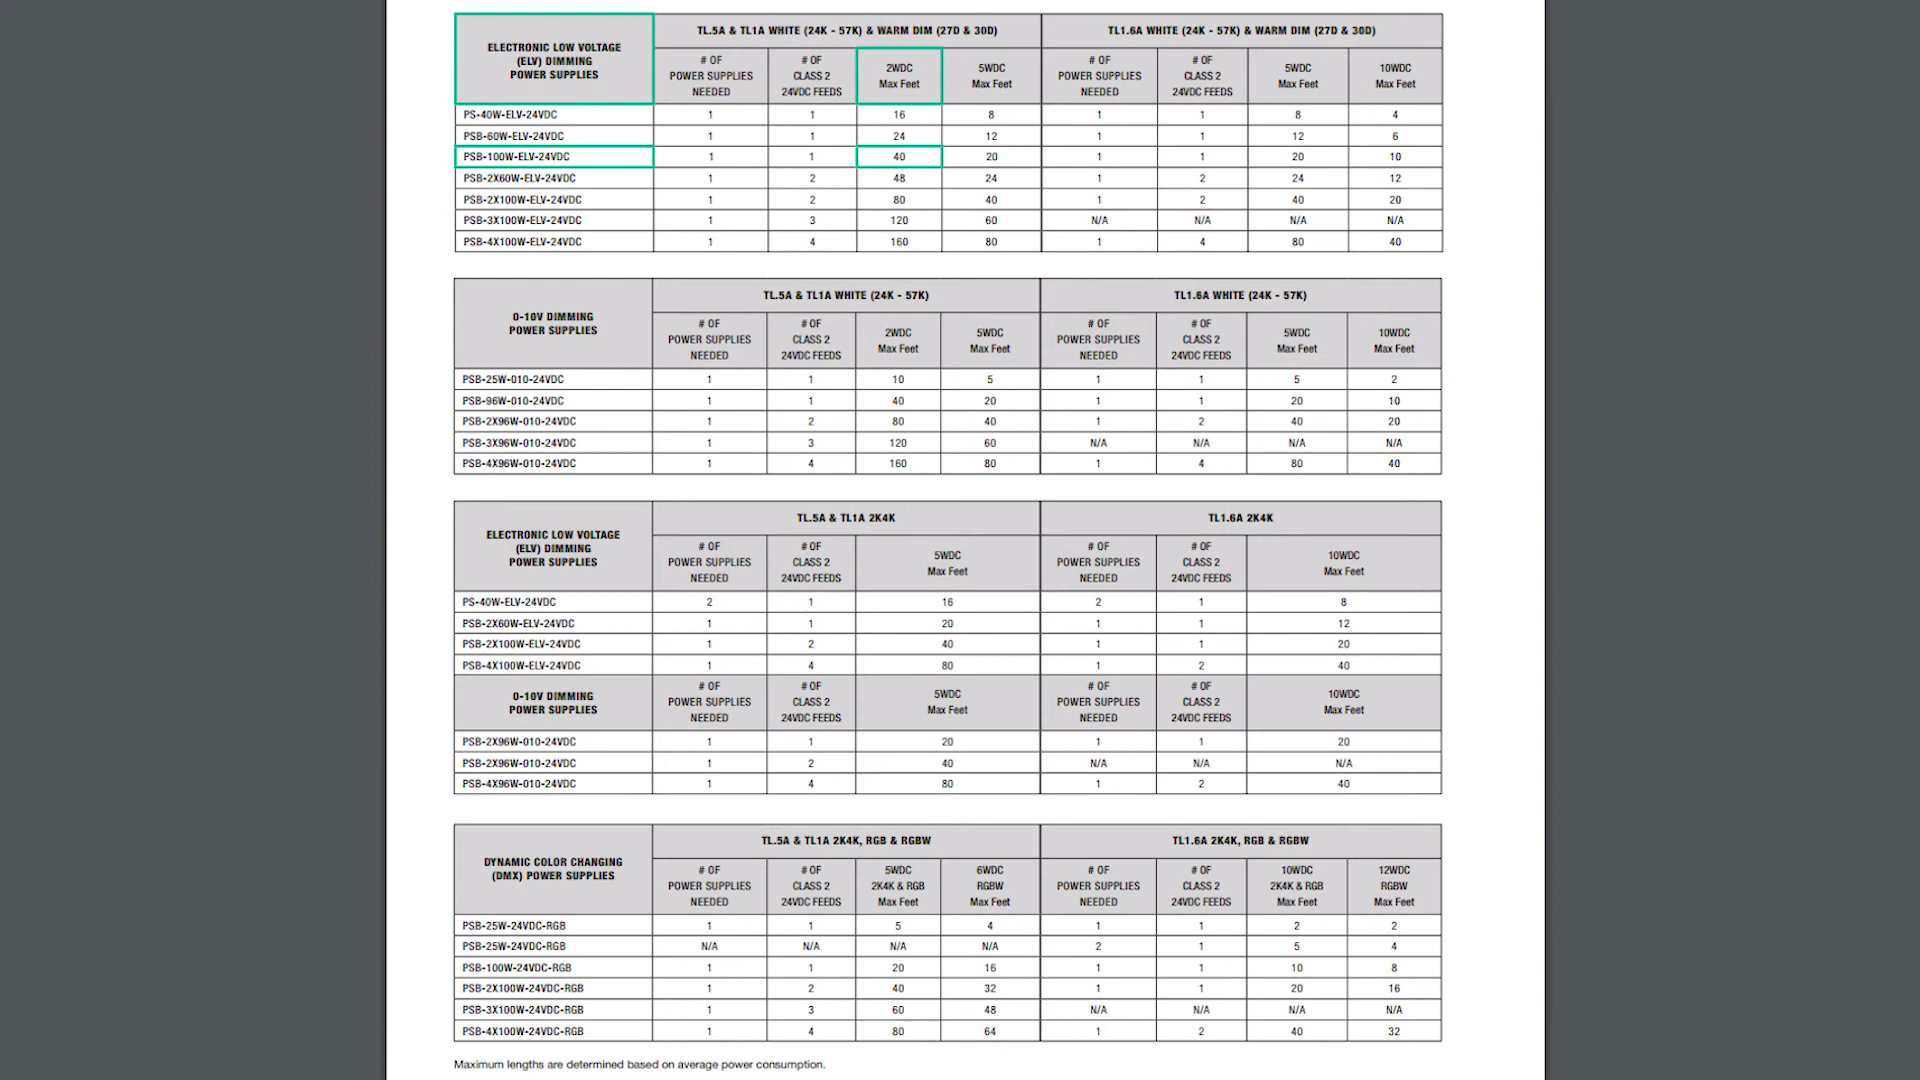 TL.5A & TL1A WHITE (24K - 57K) & WARM DIM (27D & 30D) TL1.6A WHITE (24K - 57K) & WARM DIM (27D & 30D)
ELECTRONIC LOW VOLTAGE
(ELV) DIMMING
POWER SUPPLIES
# OF
POWER SUPPLIES
NEEDED
# OF
CLASS 2
24VDC FEEDS
2WDC
Max Feet
5WDC
Max Feet
# OF
POWER SUPPLIES
NEEDED
# OF
CLASS 2
24VDC FEEDS
5WDC
Max Feet
10WDC
Max Feet
PS-40W-ELV-24VDC 1 1 16 8 1 1 8 4
PSB-60W-ELV-24VDC 1 1 24 12 1 1 12 6
PSB-100W-ELV-24VDC 1 1 40 20 1 1 20 10
PSB-2X60W-ELV-24VDC 1 2 48 24 1 2 24 12
PSB-2X100W-ELV-24VDC 1 2 80 40 1 2 40 20
PSB-3X100W-ELV-24VDC 1 3 120 60 N/A N/A N/A N/A
PSB-4X100W-ELV-24VDC 1 4 160 80 1 4 80 40
TL.5A & TL1A WHITE (24K - 57K) TL1.6A WHITE (24K - 57K)
0-10V DIMMING
POWER SUPPLIES
# OF
POWER SUPPLIES
NEEDED
# OF
CLASS 2
24VDC FEEDS
2WDC
Max Feet
5WDC
Max Feet
# OF
POWER SUPPLIES
NEEDED
# OF
CLASS 2
24VDC FEEDS
5WDC
Max Feet
10WDC
Max Feet
PSB-25W-010-24VDC 1 1 10 5 1 1 5 2
PSB-96W-010-24VDC 1 1 40 20 1 1 20 10
PSB-2X96W-010-24VDC 1 2 80 40 1 2 40 20
PSB-3X96W-010-24VDC 1 3 120 60 N/A N/A N/A N/A
PSB-4X96W-010-24VDC 1 4 160 80 1 4 80 40
TL.5A & TL1A 2K4K TL1.6A 2K4K
ELECTRONIC LOW VOLTAGE
(ELV) DIMMING
POWER SUPPLIES
# OF
POWER SUPPLIES
NEEDED
# OF
CLASS 2
24VDC FEEDS
5WDC
Max Feet
# OF
POWER SUPPLIES
NEEDED
# OF
CLASS 2
24VDC FEEDS
10WDC
Max Feet
PS-40W-ELV-24VDC 2 1 16 2 1 8
PSB-2X60W-ELV-24VDC 1 1 20 1 1 12
PSB-2X100W-ELV-24VDC 1 2 40 1 1 20
PSB-4X100W-ELV-24VDC 1 4 80 1 2 40
0-10V DIMMING
POWER SUPPLIES
# OF
POWER SUPPLIES
NEEDED
# OF
CLASS 2
24VDC FEEDS
5WDC
Max Feet
# OF
POWER SUPPLIES
NEEDED
# OF
CLASS 2
24VDC FEEDS
10WDC
Max Feet
PSB-2X96W-010-24VDC 1 1 20 1 1 20
PSB-2X96W-010-24VDC 1 2 40 N/A N/A N/A
PSB-4X96W-010-24VDC 1 4 80 1 2 40
TL.5A & TL1A 2K4K, RGB & RGBW TL1.6A 2K4K, RGB & RGBW
DYNAMIC COLOR CHANGING
(DMX) POWER SUPPLIES
# OF
POWER SUPPLIES
NEEDED
# OF
CLASS 2
24VDC FEEDS
5WDC
2K4K & RGB
Max Feet
6WDC
RGBW
Max Feet
# OF
POWER SUPPLIES
NEEDED
# OF
CLASS 2
24VDC FEEDS
10WDC
2K4K & RGB
Max Feet
12WDC
RGBW
Max Feet
PSB-25W-24VDC-RGB 1 1 5 4 1 1 2 2
PSB-25W-24VDC-RGB N/A N/A N/A N/A 2 1 5 4
PSB-100W-24VDC-RGB 1 1 20 16 1 1 10 8
PSB-2X100W-24VDC-RGB 1 2 40 32 1 1 20 16
PSB-3X100W-24VDC-RGB 1 3 60 48 N/A N/A N/A N/A
PSB-4X100W-24VDC-RGB 1 4 80 64 1 2 40 32
Maximum lengths are determined based on average power consumption.